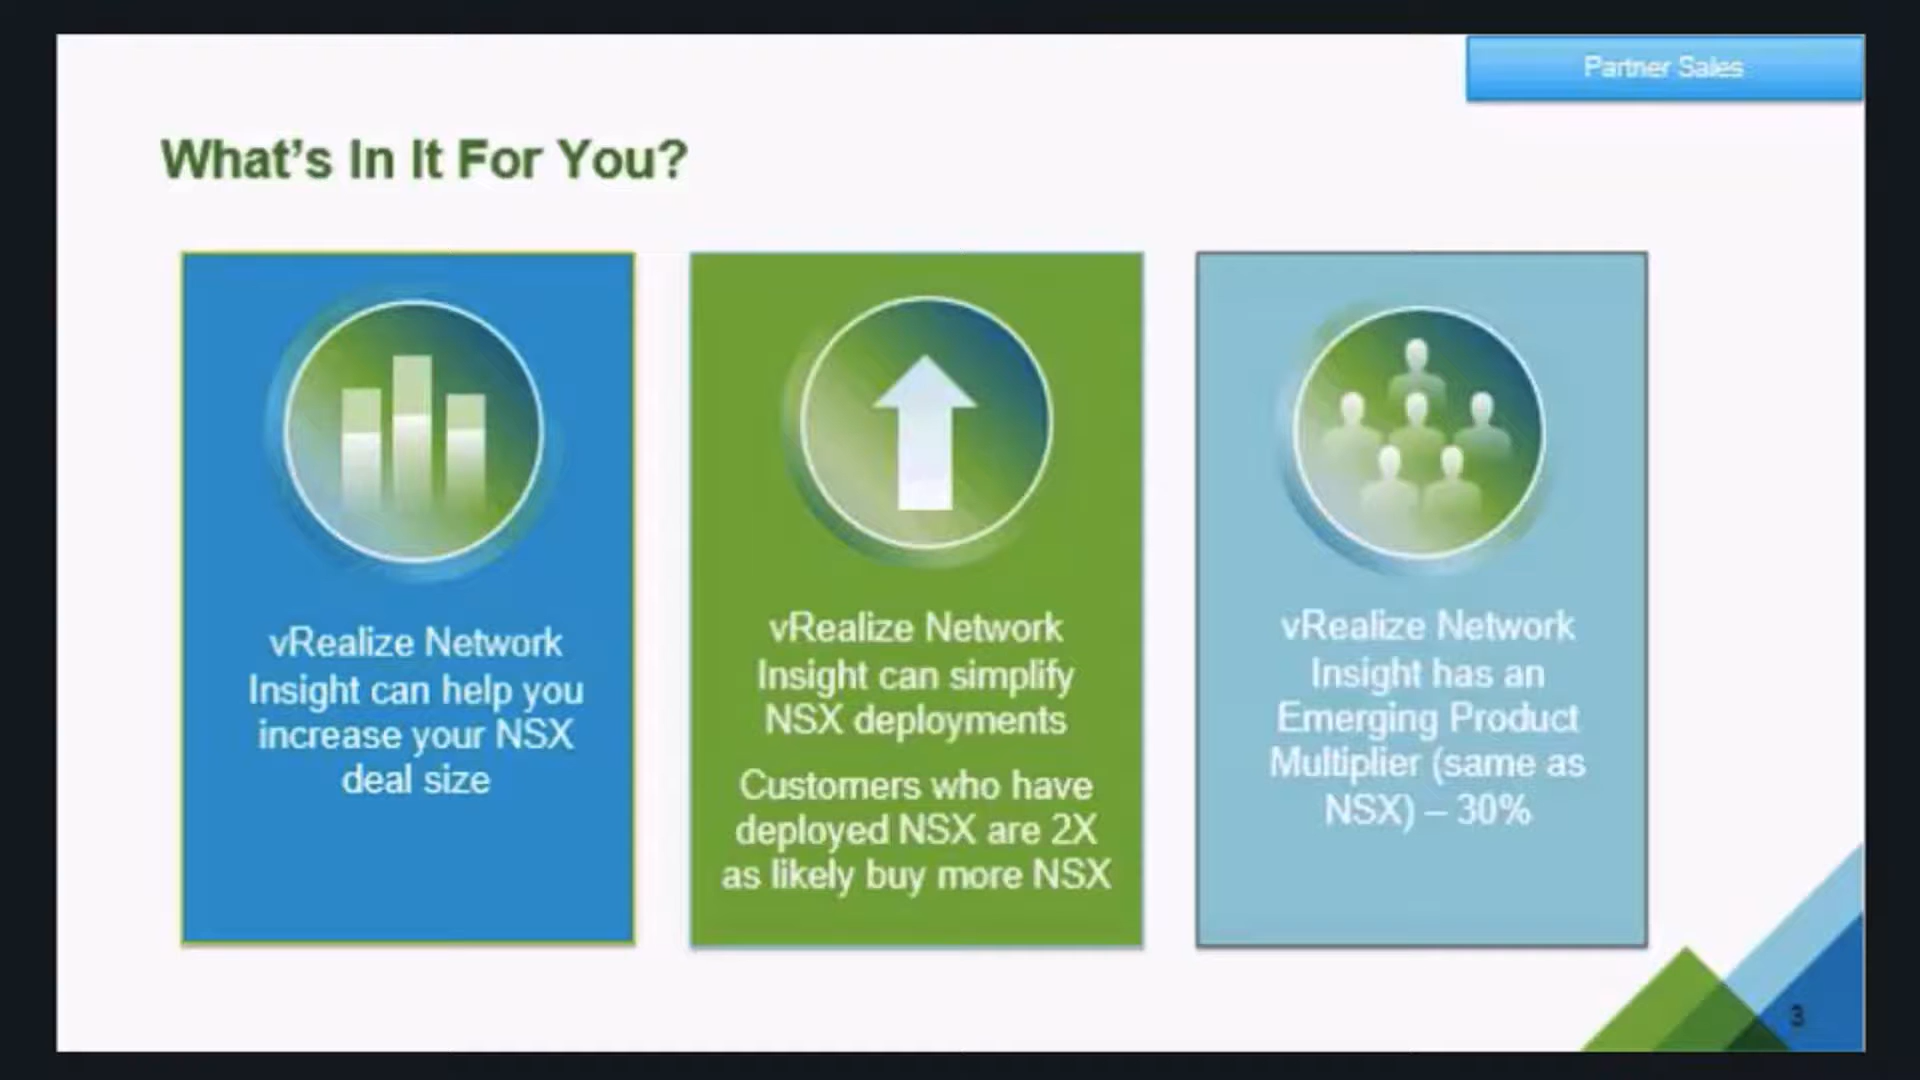 Partner Sales
What's In It For You?
vRealize Network
Insight can help you
increase your NSX
deal size
vRealize Network
Insight can simplify
NSX deployments
Customers who have
deployed NSX are 2X
as likely buy more NSX
vRealize Network
Insight has an
Emerging Product
Multiplier (same as
NSX) – 30%
3